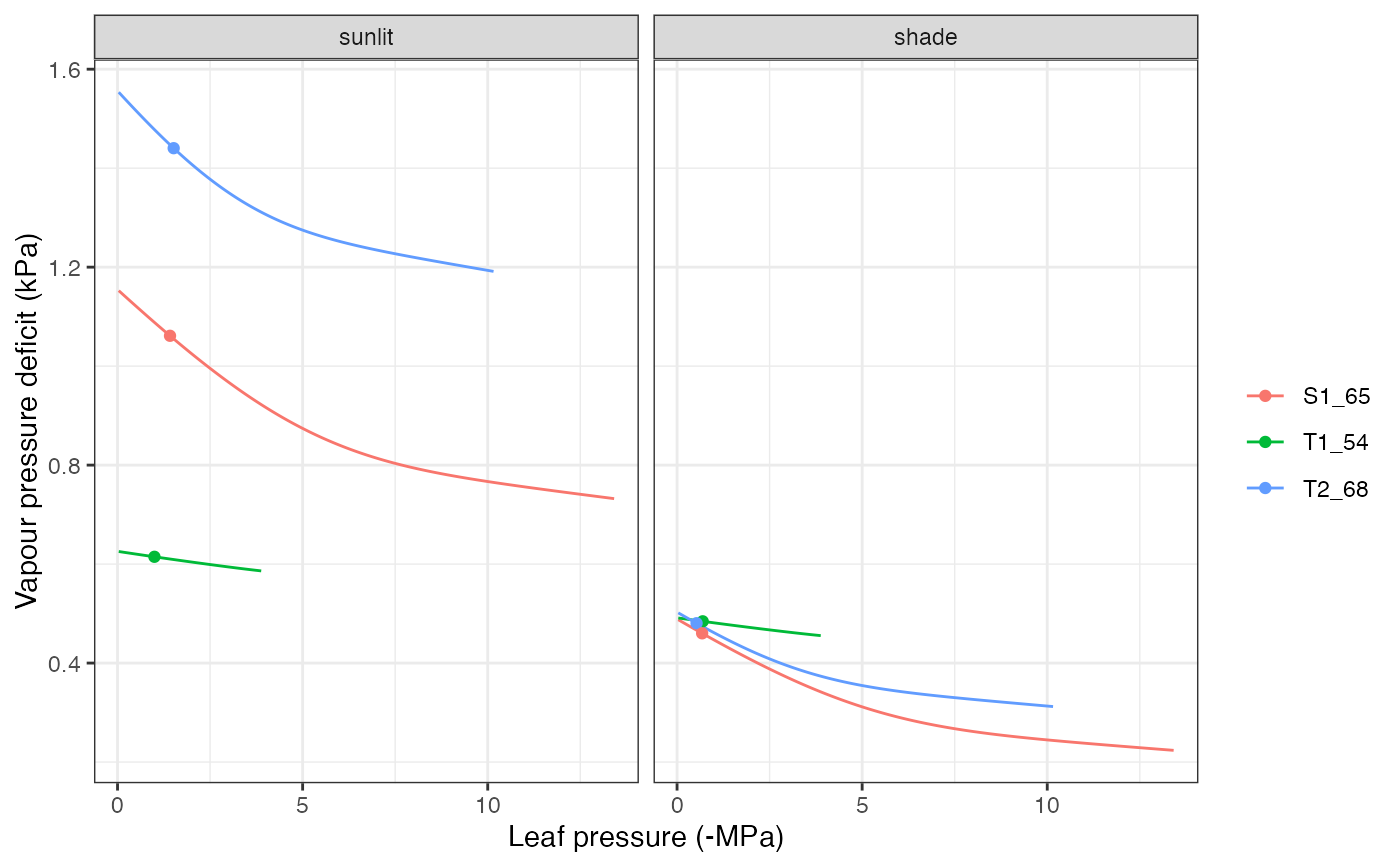 sunlit
shade
1.6
1.2
0.8
0.4
Vapour pressure deficit (kPa)
0
5
10
0
5
10
Leaf pressure (-MPa)
S1_65
T1_54
T2_68